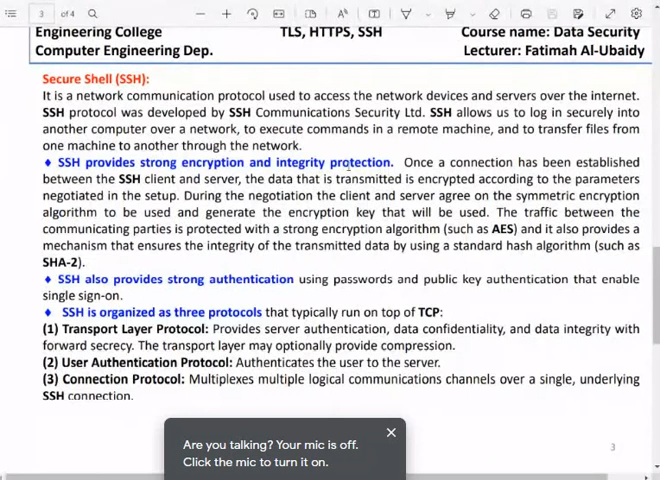 3 of 4
Engineering College TLS, HTTPS, SSH Course name: Data Security
Computer Engineering Dep. Lecturer: Fatimah Al-Ubaidy
Secure Shell (SSH):
It is a network communication protocol used to access the network devices and servers over the internet.
SSH protocol was developed by SSH Communications Security Ltd. SSH allows us to log in securely into
another computer over a network, to execute commands in a remote machine, and to transfer files from
one machine to another through the network.
♦ SSH provides strong encryption and integrity protection. Once a connection has been established
between the SSH client and server, the data that is transmitted is encrypted according to the parameters
negotiated in the setup. During the negotiation the client and server agree on the symmetric encryption
algorithm to be used and generate the encryption key that will be used. The traffic between the
communicating parties is protected with a strong encryption algorithm (such as AES) and it also provides a
mechanism that ensures the integrity of the transmitted data by using a standard hash algorithm (such as
SHA-2).
♦ SSH also provides strong authentication using passwords and public key authentication that enable
single sign-on.
♦ SSH is organized as three protocols that typically run on top of TCP:
(1) Transport Layer Protocol: Provides server authentication, data confidentiality, and data integrity with
forward secrecy. The transport layer may optionally provide compression.
(2) User Authentication Protocol: Authenticates the user to the server.
(3) Connection Protocol: Multiplexes multiple logical communications channels over a single, underlying
SSH connection.
Are you talking? Your mic is off.
Click the mic to turn it on.
3